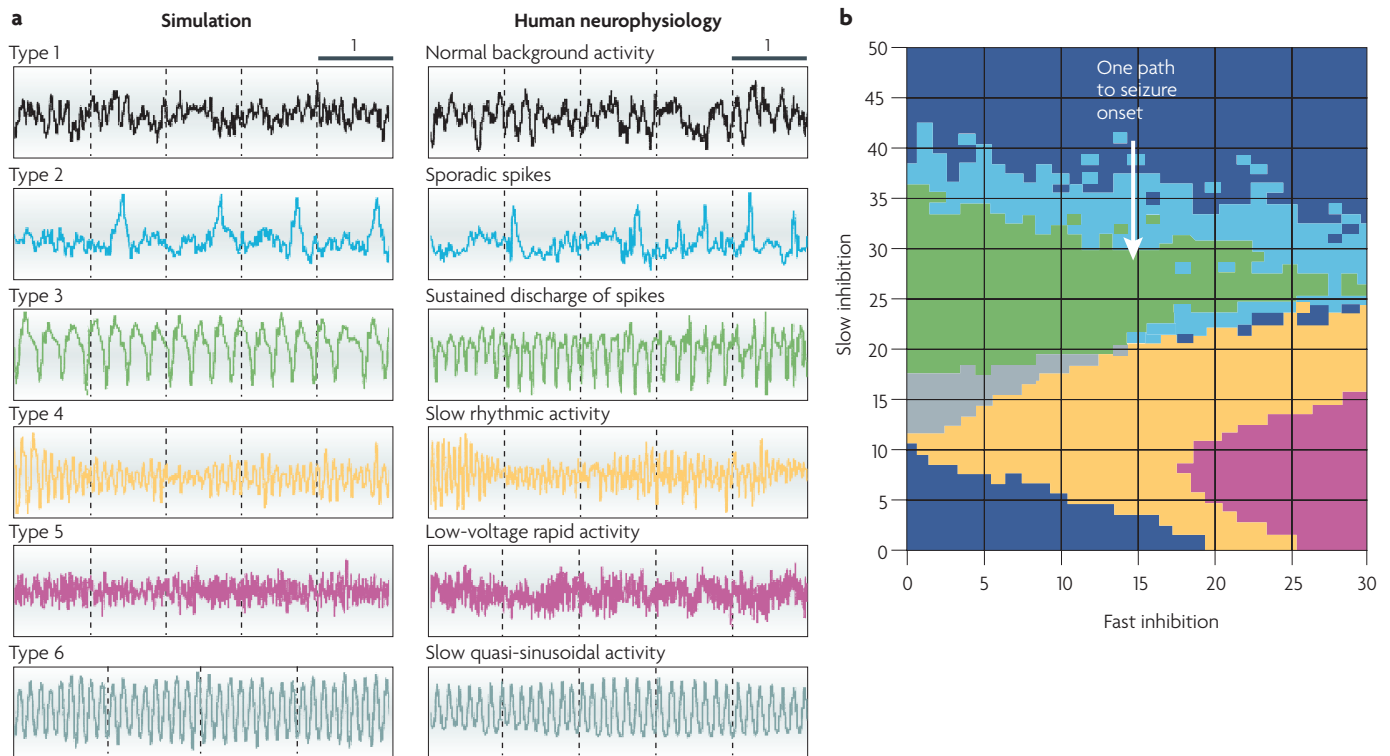 a
Simulation
Human neurophysiology
Type 1
1
Normal background activity
1
Type 2
Sporadic spikes
Type 3
Sustained discharge of spikes
Type 4
Slow rhythmic activity
Type 5
Low-voltage rapid activity
Type 6
Slow quasi-sinusoidal activity
b
One path
to seizure
onset
50
45
40
35
30
25
20
15
10
5
0
Slow inhibition
0 5 10 15 20 25 30
Fast inhibition